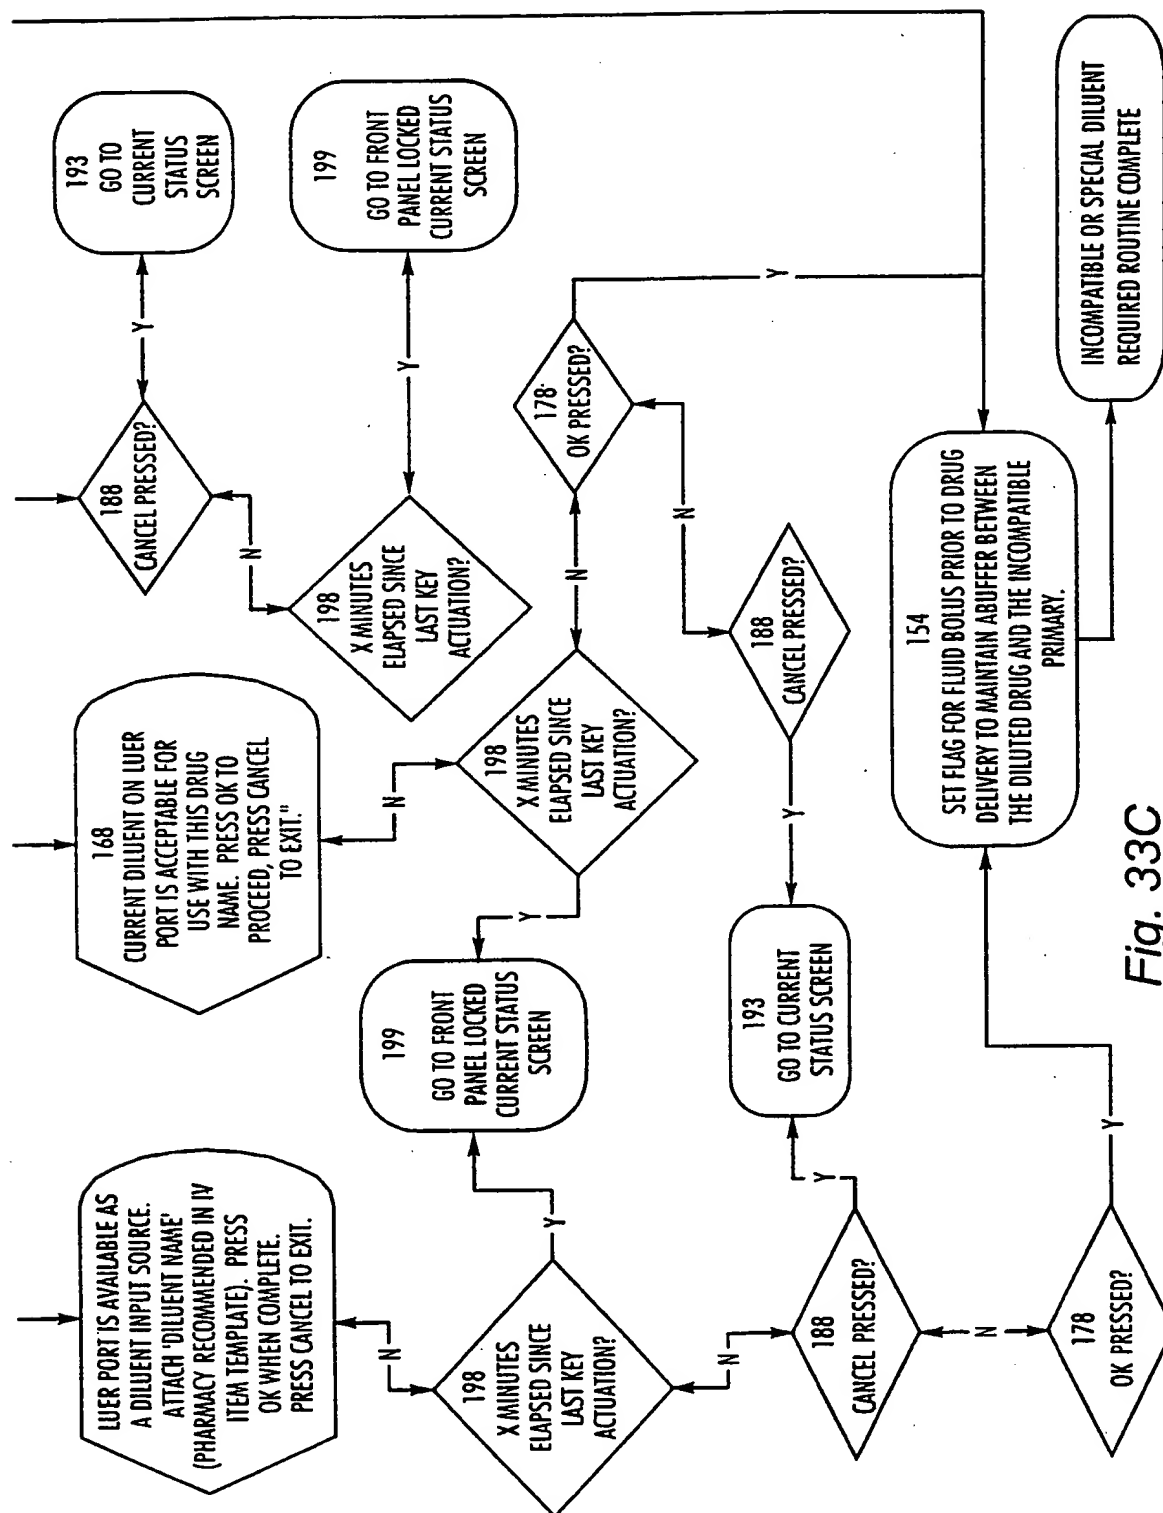 193
GO TO
CURRENT
STATUS
SCREEN
Y
188
CANCEL PRESSED?
N
199
GO TO FRONT
PANEL LOCKED
CURRENT STATUS
SCREEN
Y
198
X MINUTES
ELAPSED SINCE
LAST KEY
ACTUATION?
168
CURRENT DILUENT ON LUER
PORT IS ACCEPTABLE FOR
USE WITH THIS DRUG
NAME. PRESS OK TO
PROCEED, PRESS CANCEL
TO EXIT."
N
198
X MINUTES
ELAPSED SINCE
LAST KEY
ACTUATION?
N
178
OK PRESSED?
Y
N
188
CANCEL PRESSED?
Y
Y
199
GO TO FRONT
PANEL LOCKED
CURRENT STATUS
SCREEN
193
GO TO CURRENT
STATUS SCREEN
LUER PORT IS AVAILABLE AS
A DILUENT INPUT SOURCE.
ATTACH 'DILUENT NAME'
(PHARMACY RECOMMENDED IN IV
ITEM TEMPLATE). PRESS
OK WHEN COMPLETE.
PRESS CANCEL TO EXIT.
N
198
X MINUTES
ELAPSED SINCE
LAST KEY
ACTUATION?
Y
N
188
CANCEL PRESSED?
Y
N
178
OK PRESSED?
Y
154
SET FLAG FOR FLUID BOLUS PRIOR TO DRUG
DELIVERY TO MAINTAIN ABUFFER BETWEEN
THE DILUTED DRUG AND THE INCOMPATIBLE
PRIMARY.
INCOMPATIBLE OR SPECIAL DILUENT
REQUIRED ROUTINE COMPLETE
Fig. 33C